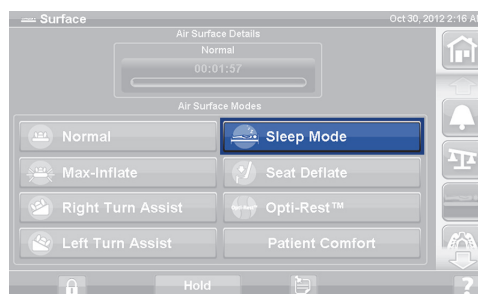 Surface Oct 30, 2012 2:16 A
Air Surface Details
Normal
00:01:57
Air Surface Modes
Normal Sleep Mode
Max-Inflate Seat Deflate
Right Turn Assist Opti-Rest™
Left Turn Assist Patient Comfort
Hold ?